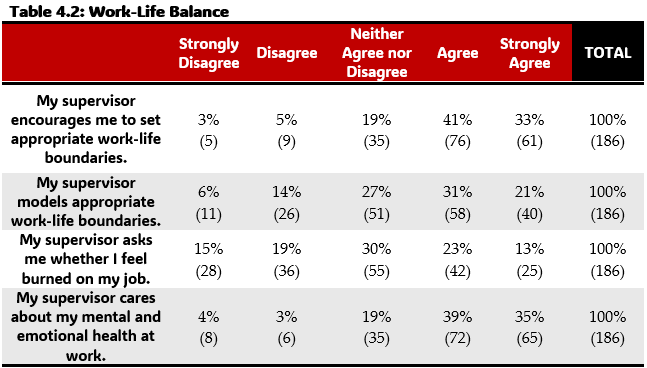 Table 4.2: Work-Life Balance
Strongly Disagree Disagree Neither Agree nor Disagree Agree Strongly Agree TOTAL
My supervisor
encourages me to set
appropriate work-life
boundaries.
3% 5% 19% 41% 33% 100%
(5) (9) (35) (76) (61) (186)
My supervisor
models appropriate
work-life boundaries.
6% 14% 27% 31% 21% 100%
(11) (26) (51) (58) (40) (186)
My supervisor asks
me whether I feel
burned on my job.
15% 19% 30% 23% 13% 100%
(28) (36) (55) (42) (25) (186)
My supervisor cares
about my mental and
emotional health at
work.
4% 3% 19% 39% 35% 100%
(8) (6) (35) (72) (65) (186)